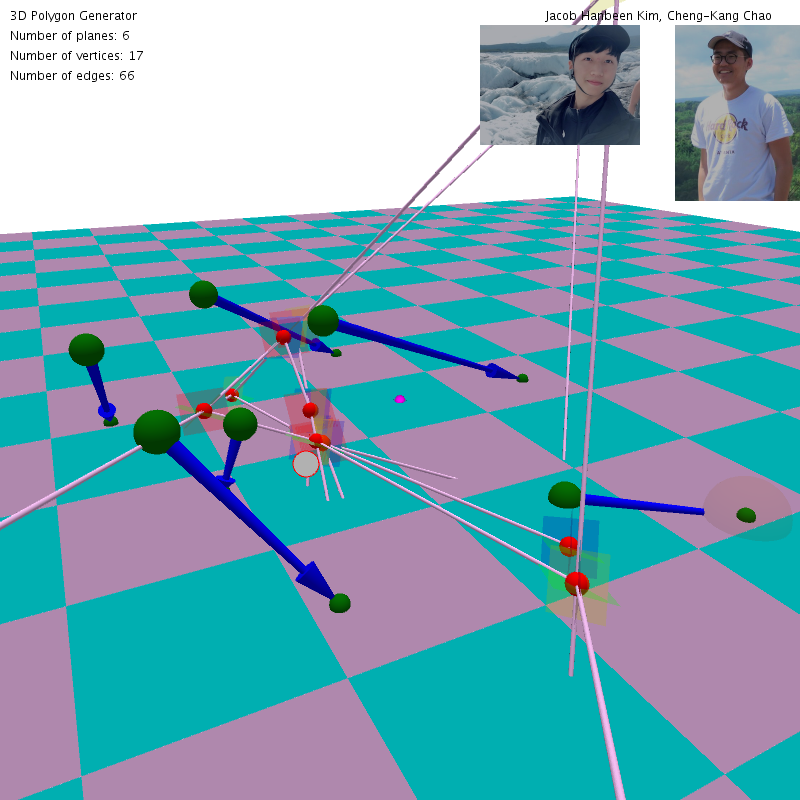 3D Polygon Generator
Jacob Hanbeen Kim, Cheng-Kang Chao
Number of planes: 6
Number of vertices: 17
Number of edges: 66